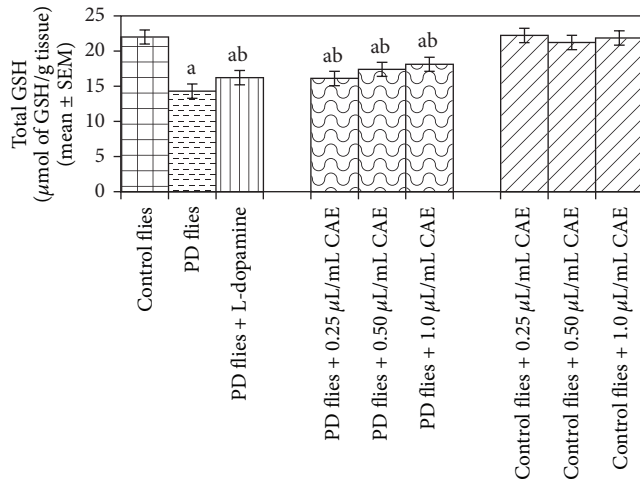 Total GSH
(μmol of GSH/g tissue)
(mean ± SEM)
25
20
15
10
5
0
a
ab
ab
ab
ab
Control flies
PD flies
PD flies + L-dopamine
PD flies + 0.25 μL/mL CAE
PD flies + 0.50 μL/mL CAE
PD flies + 1.0 μL/mL CAE
Control flies + 0.25 μL/mL CAE
Control flies + 0.50 μL/mL CAE
Control flies + 1.0 μL/mL CAE